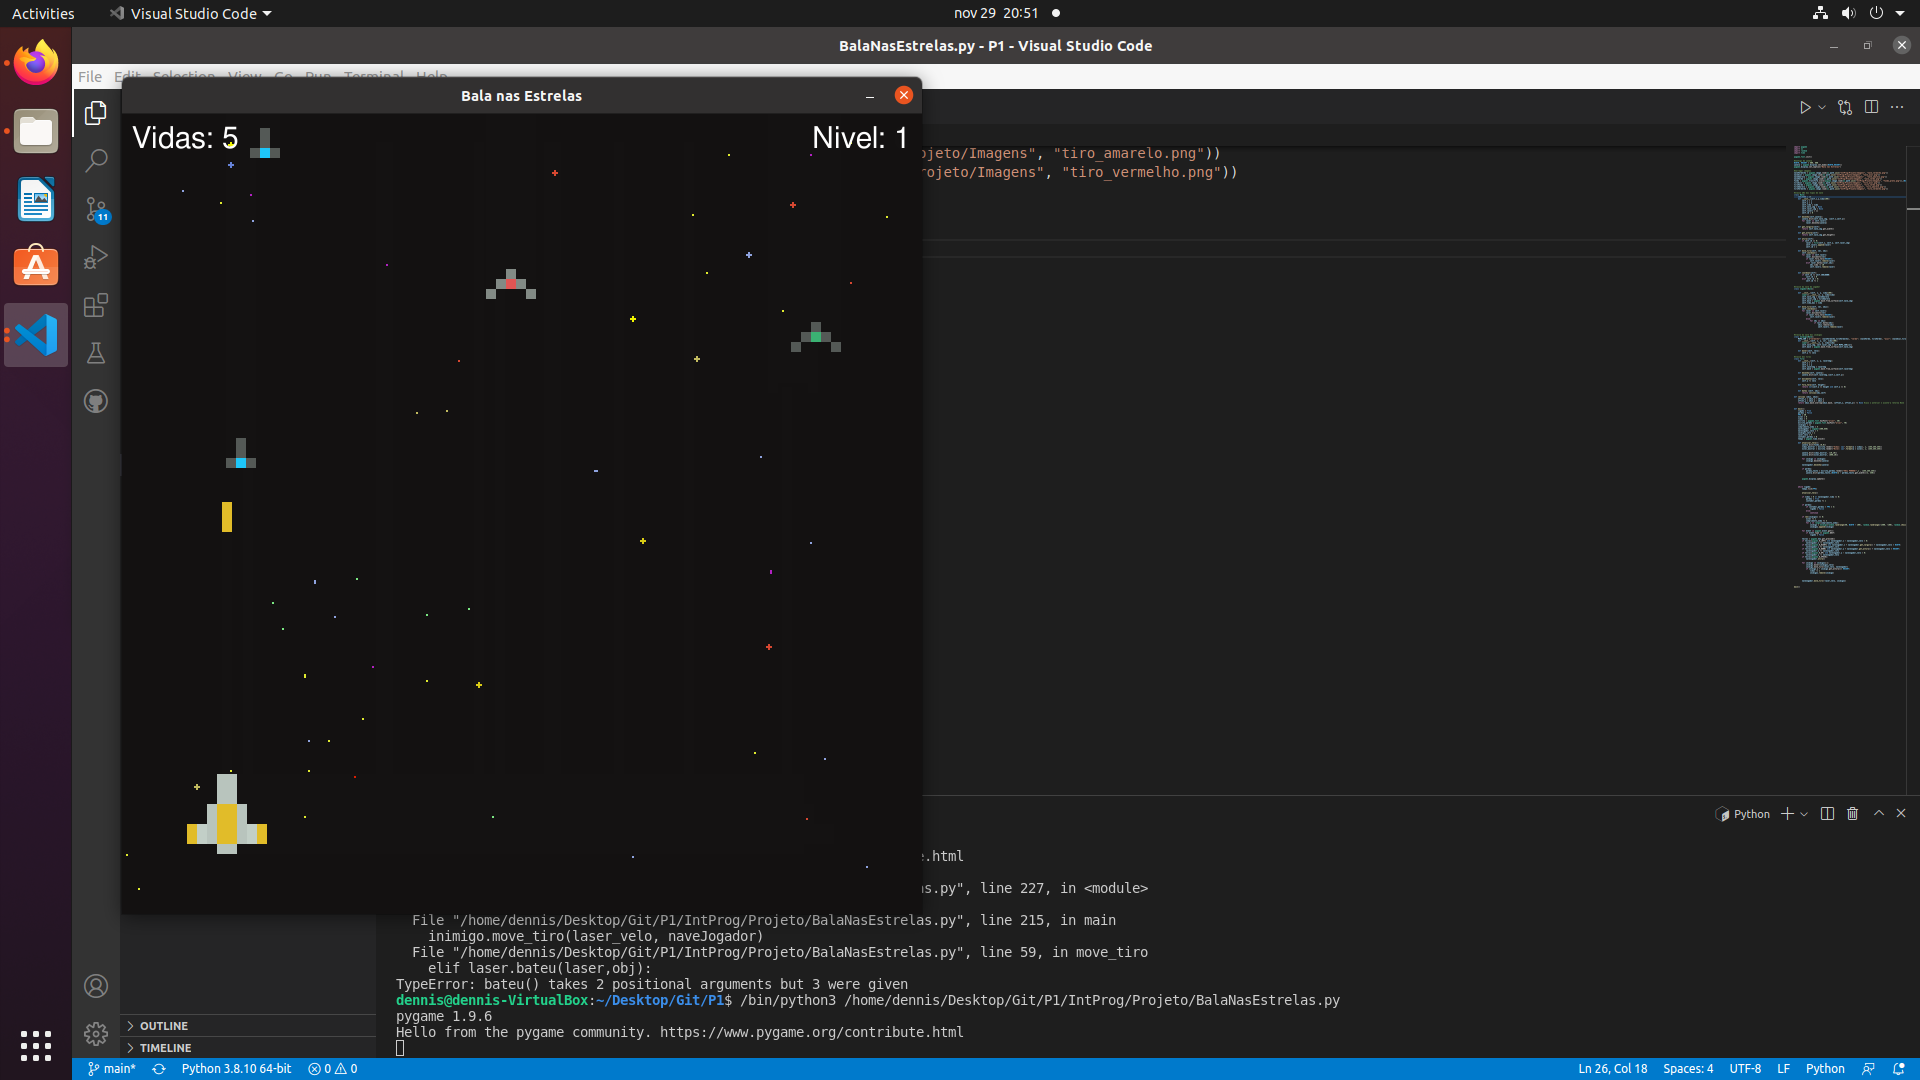 Activities
Visual Studio Code
nov 29 20:51
BalaNasEstrelas.py - P1 - Visual Studio Code
File Edit Selection View Go Run Terminal Help
Bala nas Estrelas
Vidas: 5
Nivel: 1
ojeto/Imagens", "tiro_amarelo.png"))
rojeto/Imagens", "tiro_vermelho.png"))
11
Python
e.html
as.py", line 227, in <module>
File "/home/dennis/Desktop/Git/P1/IntProg/Projeto/BalaNasEstrelas.py", line 215, in main
inimigo.move_tiro(laser_velo, naveJogador)
File "/home/dennis/Desktop/Git/P1/IntProg/Projeto/BalaNasEstrelas.py", line 59, in move_tiro
elif laser.bateu(laser,obj):
TypeError: bateu() takes 2 positional arguments but 3 were given
dennis@dennis-VirtualBox:~/Desktop/Git/P1$ /bin/python3 /home/dennis/Desktop/Git/P1/IntProg/Projeto/BalaNasEstrelas.py
pygame 1.9.6
Hello from the pygame community. https://www.pygame.org/contribute.html
OUTLINE
TIMELINE
main*
Python 3.8.10 64-bit
0
0
Ln 26, Col 18
Spaces: 4
UTF-8
LF
Python